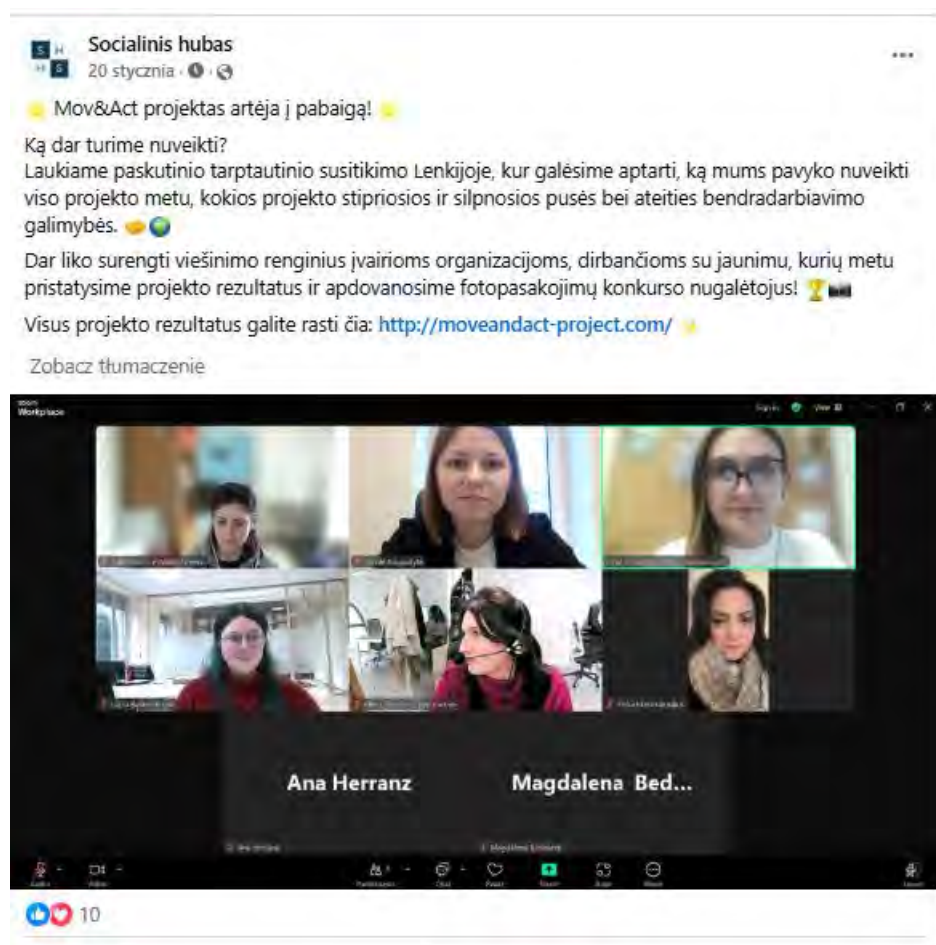 Socialinis hubas
20 stycznia
Mov&Act projektas artėja į pabaigą!
Ką dar turime nuveikti?
Laukiame paskutinio tarptautinio susitikimo Lenkijoje, kur galėsime aptarti, ką mums pavyko nuveikti
viso projekto metu, kokios projekto stipriosios ir silpnosios pusės bei ateities bendradarbiavimo
galimybės.
Dar liko surengti viešinimo renginius įvairioms organizacijoms, dirbančioms su jaunimu, kurių metu
pristatysime projekto rezultatus ir apdovanosime fotopasakojimų konkurso nugalėtojus!
Visus projekto rezultatus galite rasti čia: http://moveandact-project.com/
Zobacz tłumaczenie
Workplace
View
Ana Herranz
Magdalena Bed...
10